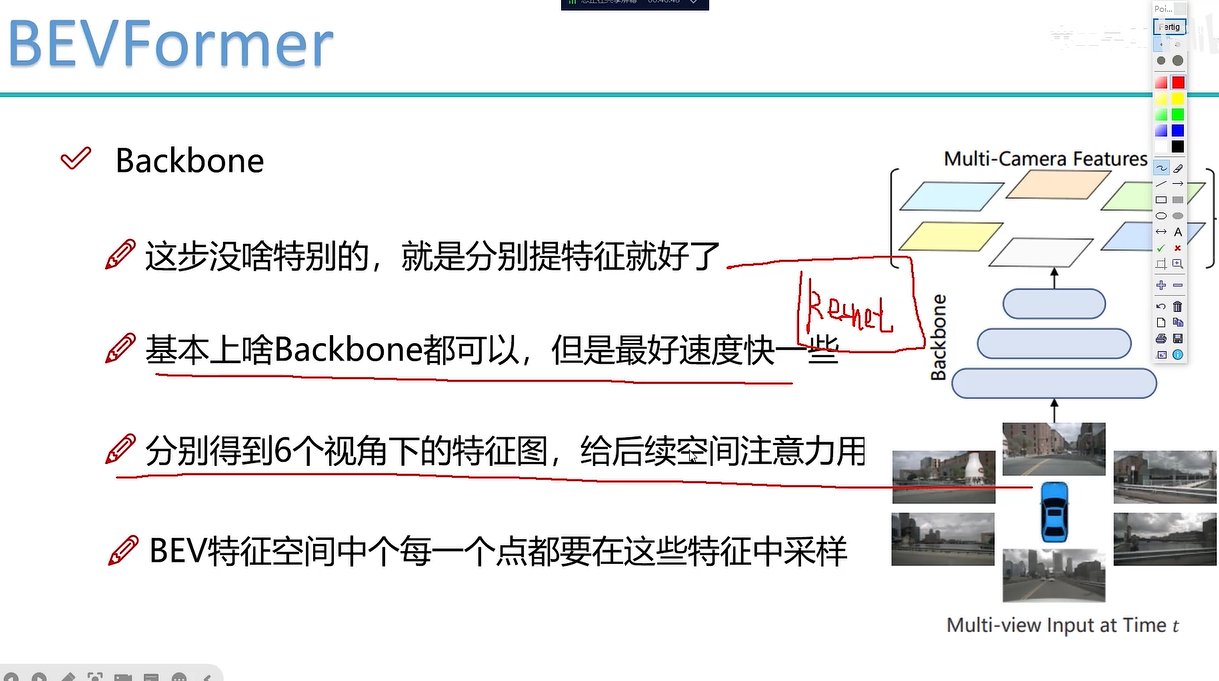 BEVFormer
Backbone
这步没啥特别的，就是分别提特征就好了
Resnet
基本上啥Backbone都可以，但是最好速度快一些
分别得到6个视角下的特征图，给后续空间注意力用
BEV特征空间中个每一个点都要在这些特征中采样
Multi-Camera Features
Backbone
Multi-view Input at Time t
Poi...
Fertig
A